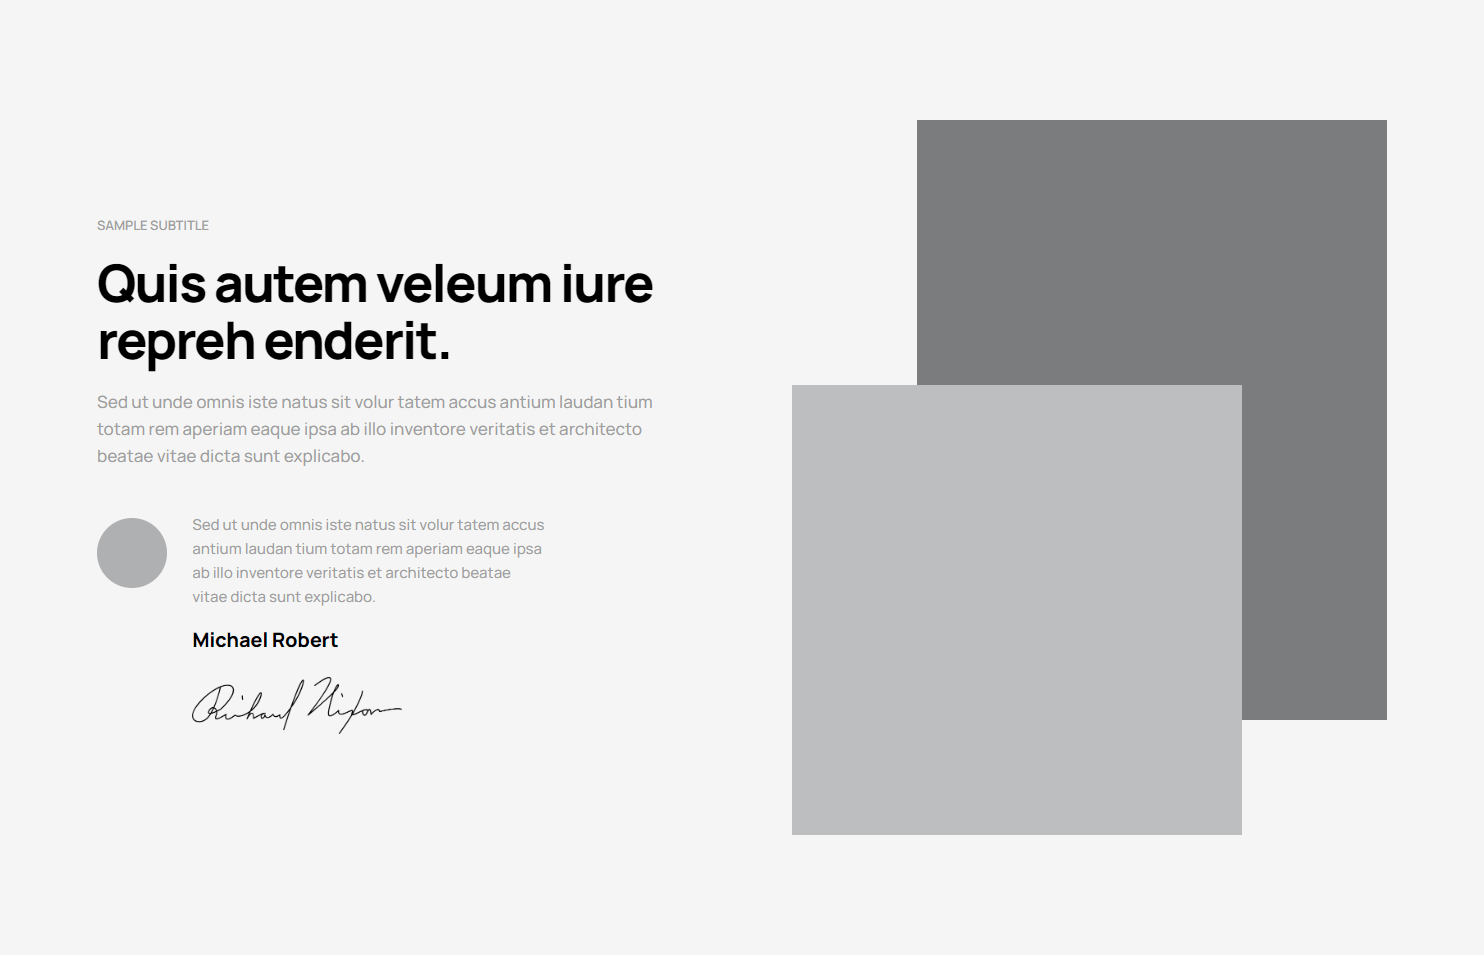 SAMPLE SUBTITLE
Quis autem veleum iure
repreh enderit.
Sed ut unde omnis iste natus sit volur tatem accus antium laudan tium
totam rem aperiam eaque ipsa ab illo inventore veritatis et architecto
beatae vitae dicta sunt explicabo.
Sed ut unde omnis iste natus sit volur tatem accus
antium laudan tium totam rem aperiam eaque ipsa
ab illo inventore veritatis et architecto beatae
vitae dicta sunt explicabo.
Michael Robert
Richard Nixon